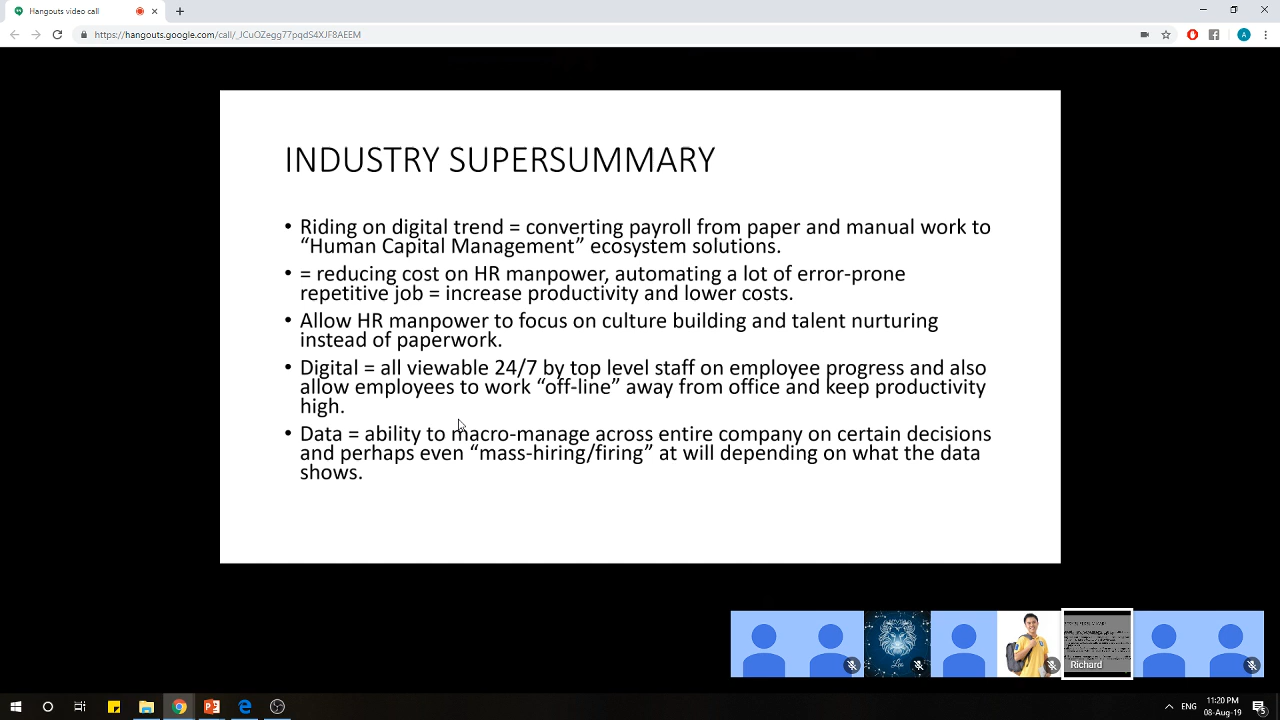 Hangouts video call
https://hangouts.google.com/call/_JCuOZegg77pqdS4XJF8AEEM
A
INDUSTRY SUPERSUMMARY
• Riding on digital trend = converting payroll from paper and manual work to
“Human Capital Management” ecosystem solutions.
• = reducing cost on HR manpower, automating a lot of error-prone
repetitive job = increase productivity and lower costs.
• Allow HR manpower to focus on culture building and talent nurturing
instead of paperwork.
• Digital = all viewable 24/7 by top level staff on employee progress and also
allow employees to work “off-line” away from office and keep productivity
high.
• Data = ability to macro-manage across entire company on certain decisions
and perhaps even “mass-hiring/firing” at will depending on what the data
shows.
Leo
Richard
ENG
11:20 PM
08-Aug-19